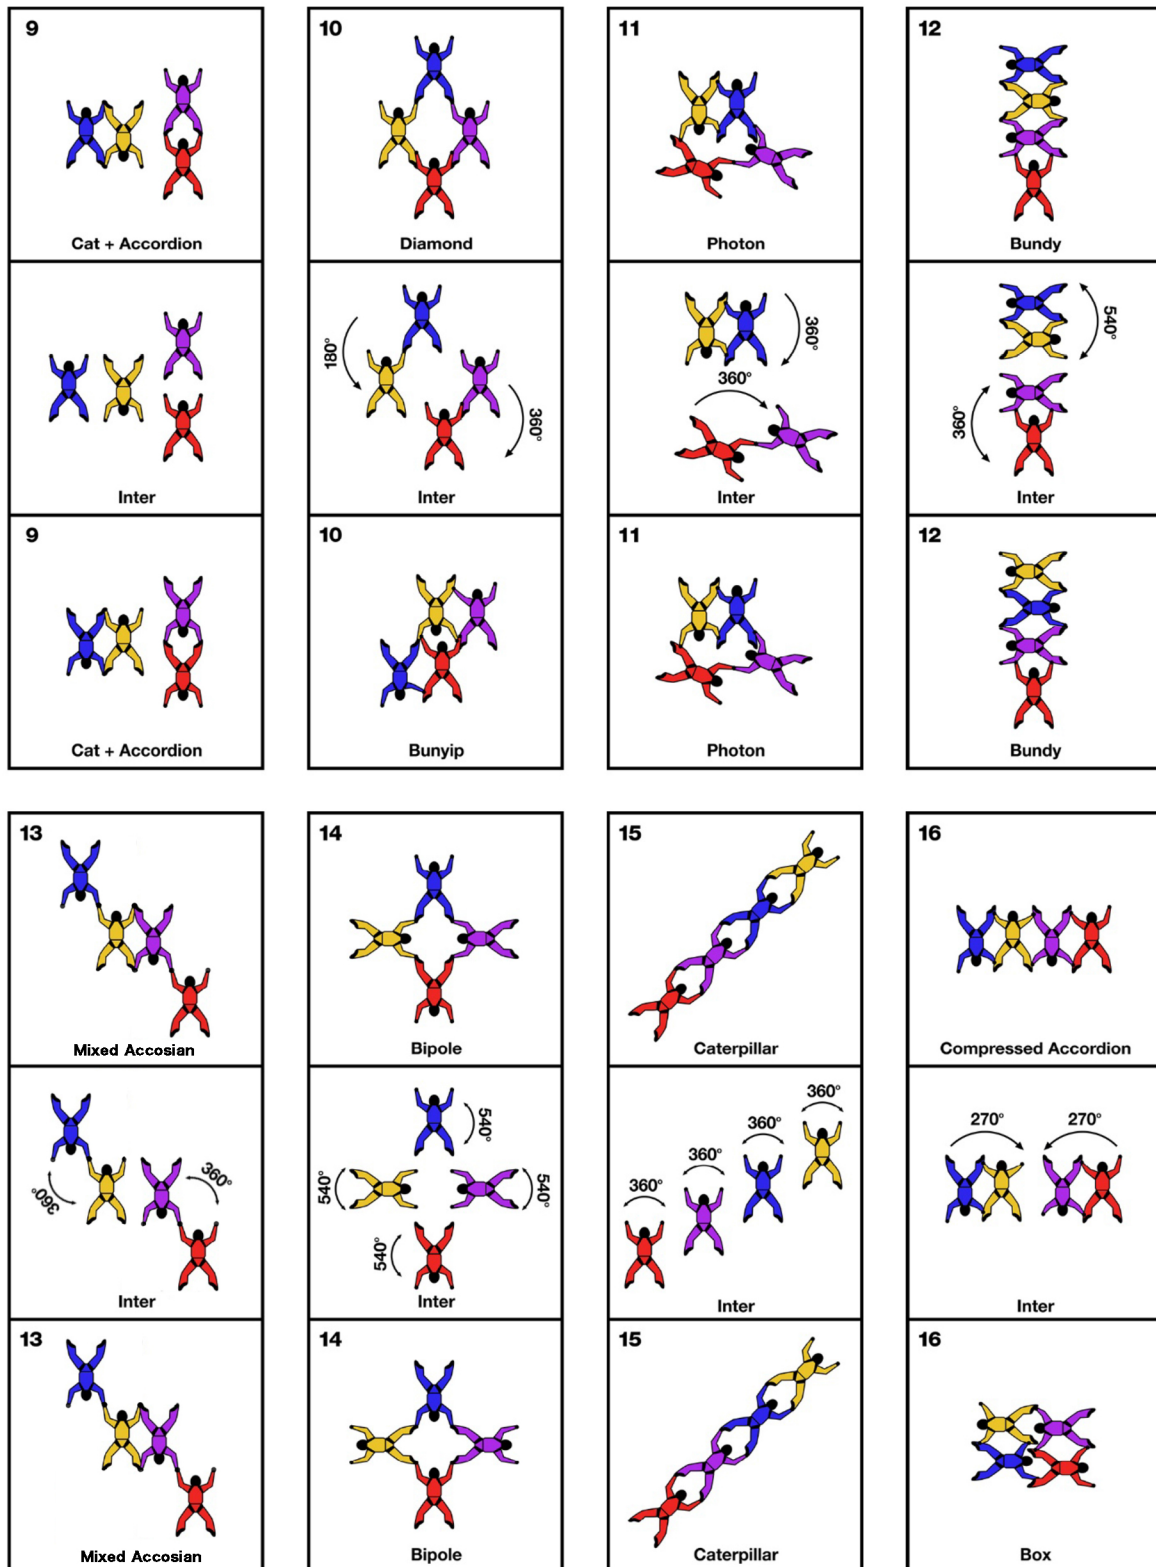 9
10
11
12
Cat + Accordion
Diamond
Photon
Bundy
180°
360°
360°
360°
540°
360°
Inter
Inter
Inter
Inter
9
10
11
12
Cat + Accordion
Bunyip
Photon
Bundy
13
14
15
16
Mixed Accosian
Bipole
Caterpillar
Compressed Accordion
360°
360°
540°
540°
540°
540°
360°
360°
360°
360°
270°
270°
Inter
Inter
Inter
Inter
13
14
15
16
Mixed Accosian
Bipole
Caterpillar
Box